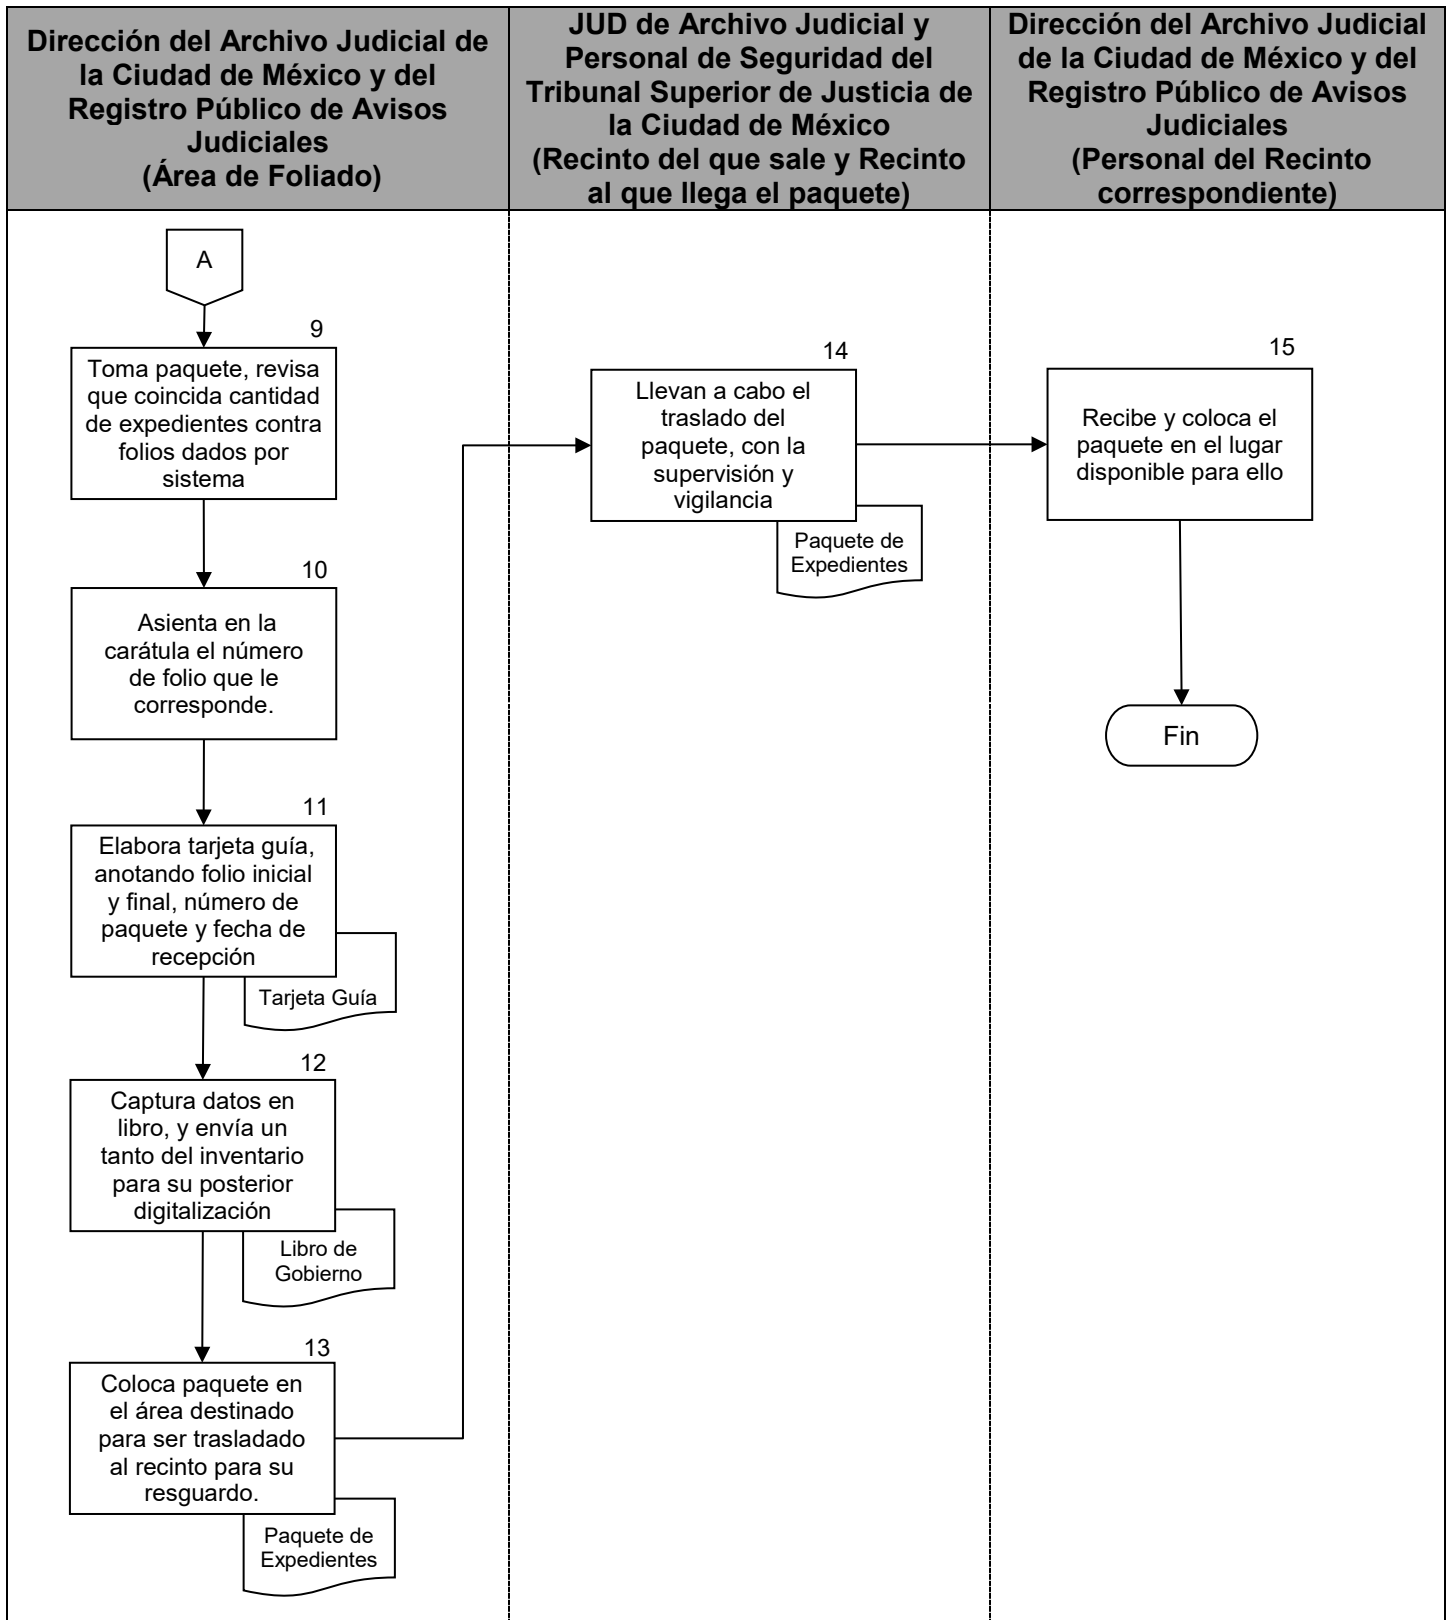 Dirección del Archivo Judicial de
la Ciudad de México y del
Registro Público de Avisos
Judiciales
(Área de Foliado)
JUD de Archivo Judicial y
Personal de Seguridad del
Tribunal Superior de Justicia de
la Ciudad de México
(Recinto del que sale y Recinto
al que llega el paquete)
Dirección del Archivo Judicial
de la Ciudad de México y del
Registro Público de Avisos
Judiciales
(Personal del Recinto
correspondiente)
A
9
Toma paquete, revisa
que coincida cantidad
de expedientes contra
folios dados por
sistema
10
Asienta en la
carátula el número
de folio que le
corresponde.
11
Elabora tarjeta guía,
anotando folio inicial
y final, número de
paquete y fecha de
recepción
Tarjeta Guía
12
Captura datos en
libro, y envía un
tanto del inventario
para su posterior
digitalización
Libro de
Gobierno
13
Coloca paquete en
el área destinado
para ser trasladado
al recinto para su
resguardo.
Paquete de
Expedientes
14
Llevan a cabo el
traslado del
paquete, con la
supervisión y
vigilancia
Paquete de
Expedientes
15
Recibe y coloca el
paquete en el lugar
disponible para ello
Fin